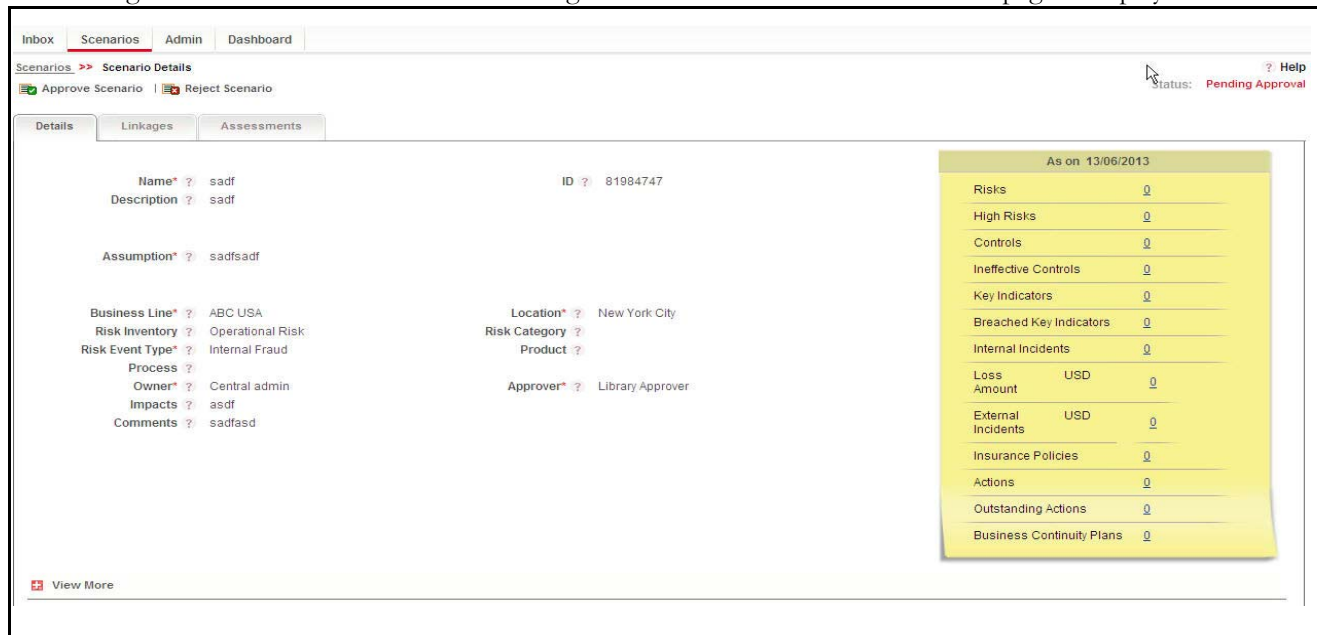 Inbox Scenarios Admin Dashboard
Scenarios >> Scenario Details ? Help
Approve Scenario | Reject Scenario Status: Pending Approval
Details Linkages Assessments
As on 13/06/2013
Name* ? sadf ID ? 81984747
Description ? sadf
Assumption* ? sadfsadf
Business Line* ? ABC USA Location* ? New York City
Risk Inventory ? Operational Risk Risk Category ?
Risk Event Type* ? Internal Fraud Product ?
Process ?
Owner* ? Central admin Approver* ? Library Approver
Impacts ? asdf
Comments ? sadfasd
Risks 0
High Risks 0
Controls 0
Ineffective Controls 0
Key Indicators 0
Breached Key Indicators 0
Internal Incidents 0
Loss USD
Amount 0
External USD
Incidents 0
Insurance Policies 0
Actions 0
Outstanding Actions 0
Business Continuity Plans 0
View More